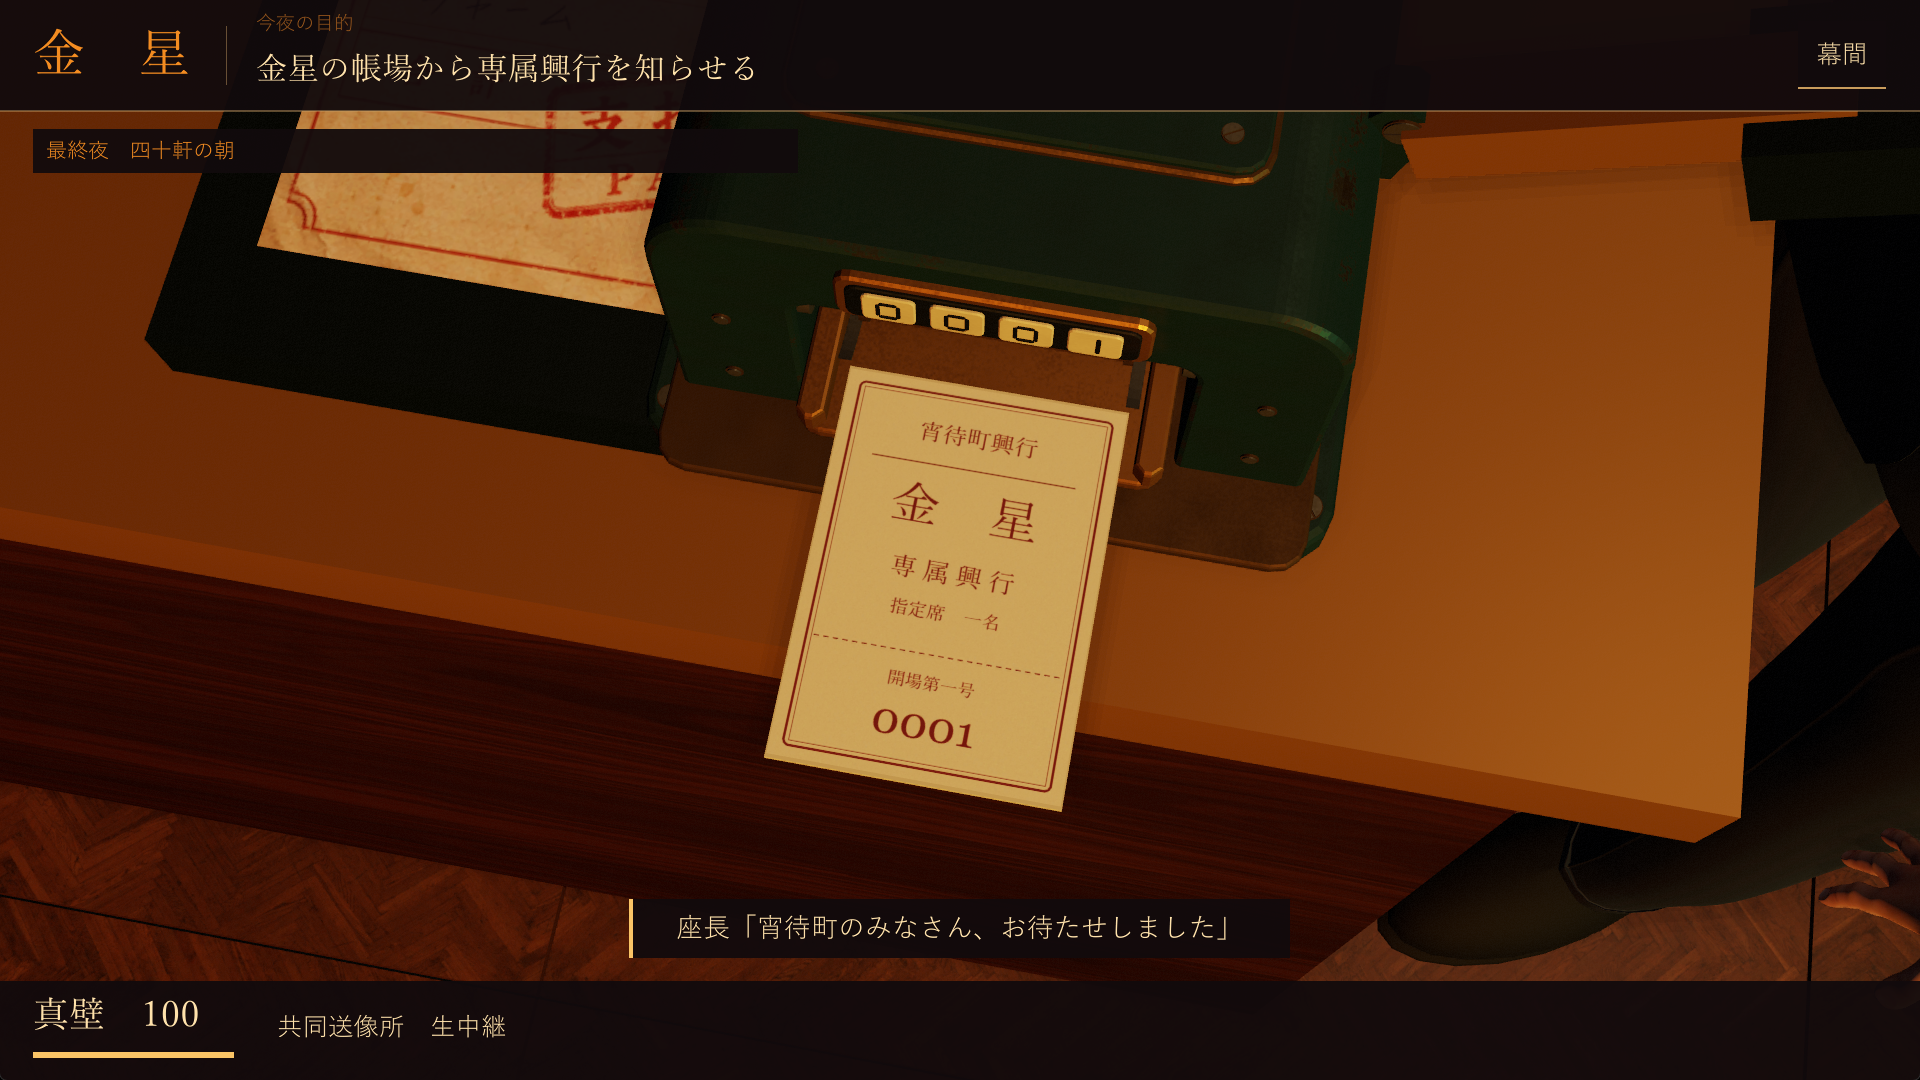 金　星
今夜の目的
金星の帳場から専属興行を知らせる
幕間
最終夜　四十軒の朝
0001
宵待町興行
金　星
専属興行
指定席　一名
開場第一号
0001
座長「宵待町のみなさん、お待たせしました」
真壁　100
共同送像所　生中継